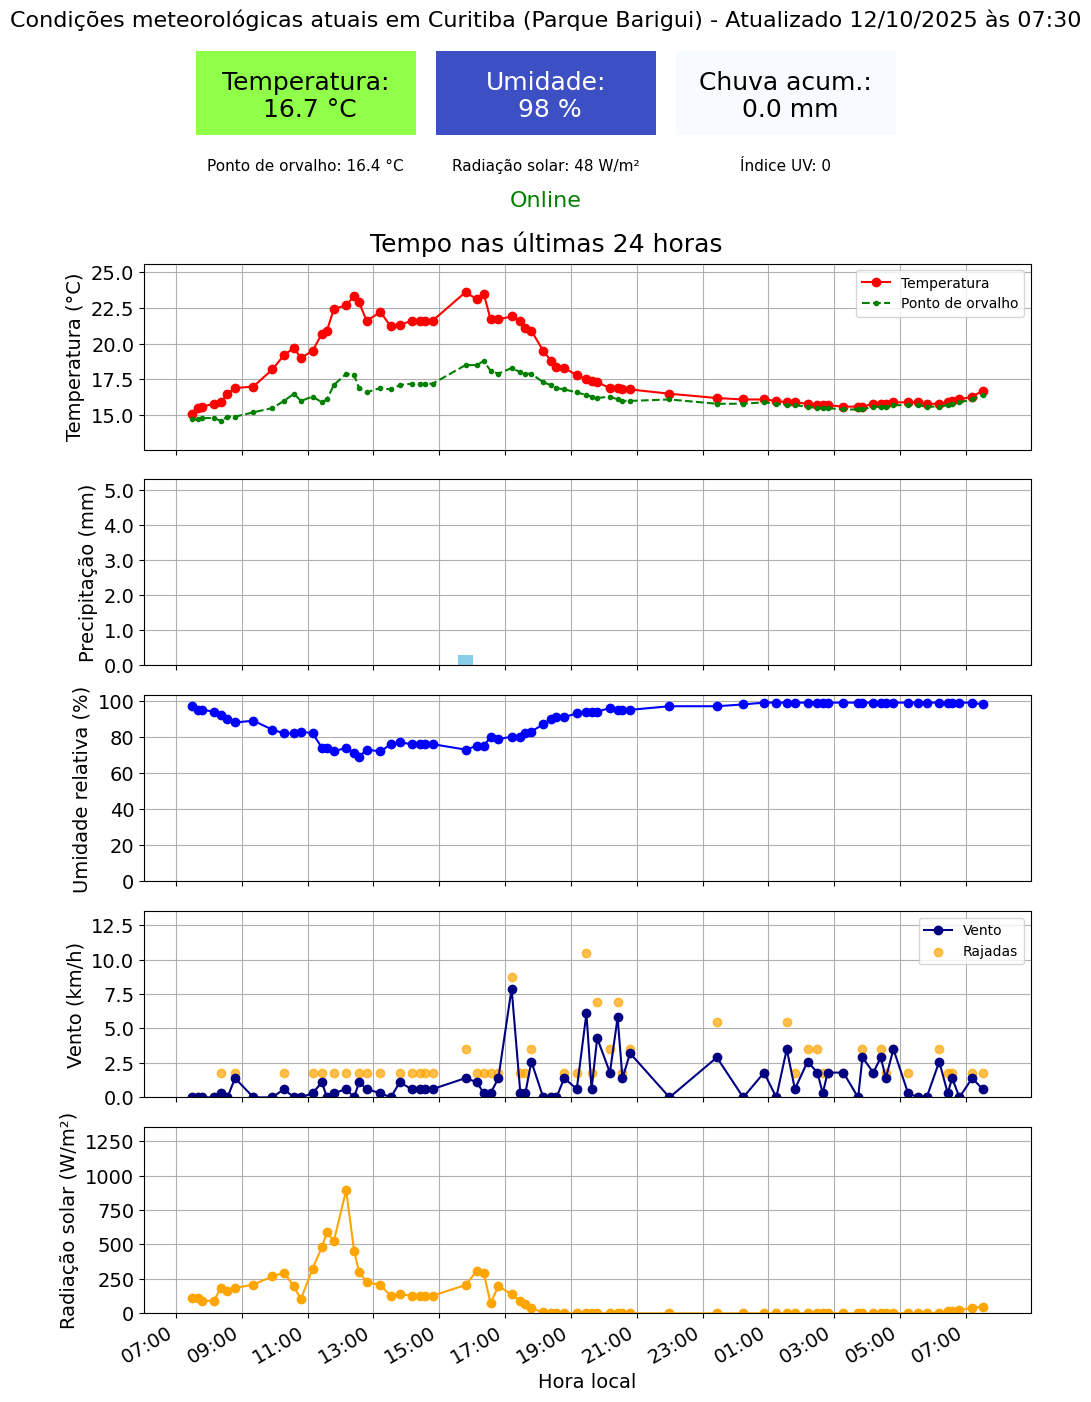 Condições meteorológicas atuais em Curitiba (Parque Barigui) - Atualizado 12/10/2025 às 07:30
Temperatura:
16.7 °C
Umidade:
98 %
Chuva acum.:
0.0 mm
Ponto de orvalho: 16.4 °C
Radiação solar: 48 W/m²
Índice UV: 0
Online
Tempo nas últimas 24 horas
Temperatura (°C)
25.0
22.5
20.0
17.5
15.0
Temperatura
Ponto de orvalho
Precipitação (mm)
5.0
4.0
3.0
2.0
1.0
0.0
Umidade relativa (%)
100
80
60
40
20
0
Vento (km/h)
12.5
10.0
7.5
5.0
2.5
0.0
Vento
Rajadas
Radiação solar (W/m²)
1250
1000
750
500
250
0
07:00
09:00
11:00
13:00
15:00
17:00
19:00
21:00
23:00
01:00
03:00
05:00
07:00
Hora local